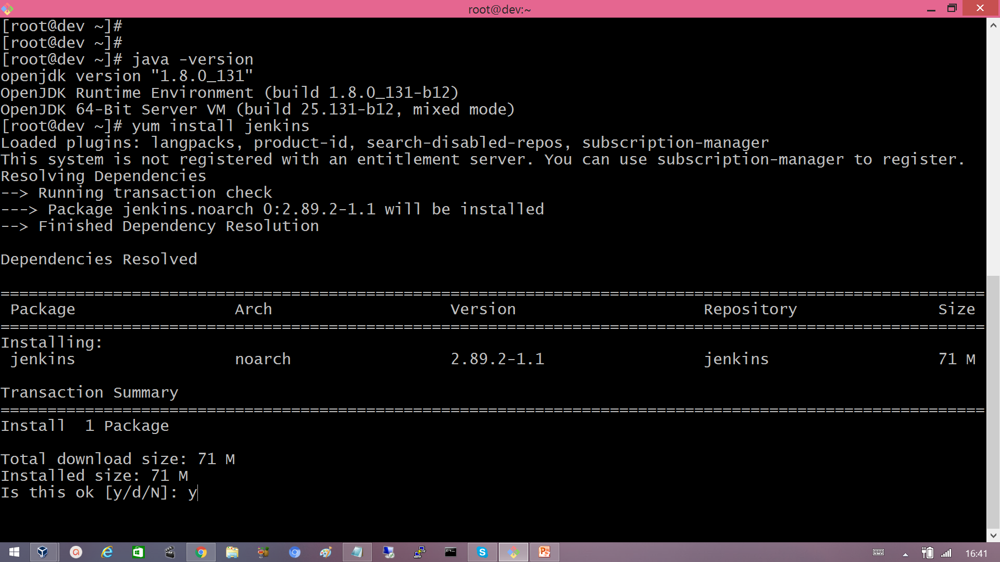 root@dev:~
[root@dev ~]#
[root@dev ~]#
[root@dev ~]# java -version
openjdk version "1.8.0_131"
OpenJDK Runtime Environment (build 1.8.0_131-b12)
OpenJDK 64-Bit Server VM (build 25.131-b12, mixed mode)
[root@dev ~]# yum install jenkins
Loaded plugins: langpacks, product-id, search-disabled-repos, subscription-manager
This system is not registered with an entitlement server. You can use subscription-manager to register.
Resolving Dependencies
--> Running transaction check
---> Package jenkins.noarch 0:2.89.2-1.1 will be installed
--> Finished Dependency Resolution
Dependencies Resolved
=========================================================================================================
Package Arch Version Repository Size
=========================================================================================================
Installing:
jenkins noarch 2.89.2-1.1 jenkins 71 M
Transaction Summary
=========================================================================================================
Install  1 Package
Total download size: 71 M
Installed size: 71 M
Is this ok [y/d/N]: y
16:41